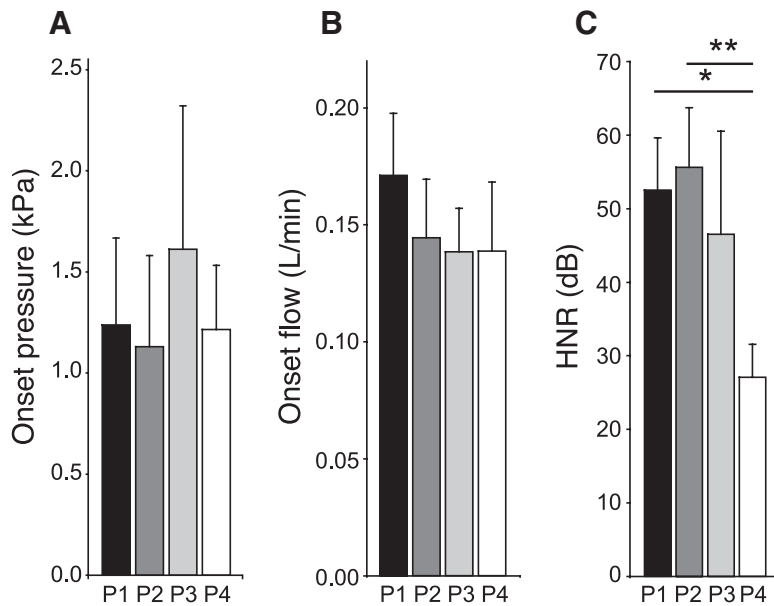 A
Onset pressure (kPa)
2.5
2.0
1.5
1.0
0.5
0.0
P1 P2 P3 P4
B
Onset flow (L/min)
0.20
0.15
0.10
0.05
0.00
P1 P2 P3 P4
C
HNR (dB)
70
60
50
40
30
20
10
0
**
*
P1 P2 P3 P4